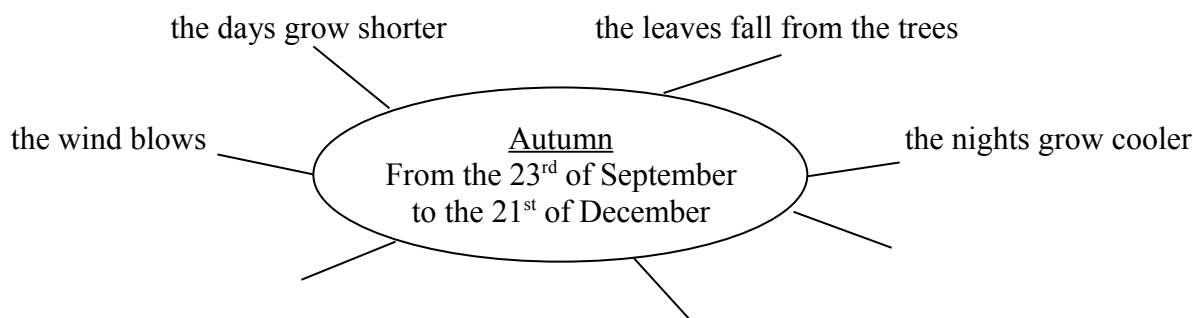 the days grow shorter
the leaves fall from the trees
the wind blows
Autumn
From the 23rd of September
to the 21st of December
the nights grow cooler